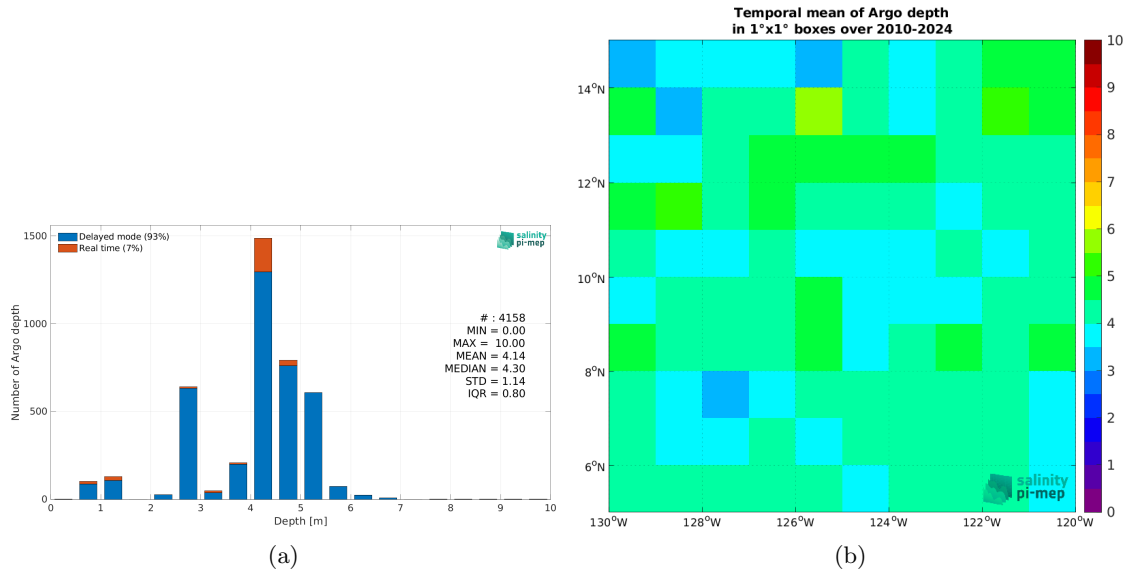 Delayed mode (93%)
Real time (7%)
salinity
pi-mep
# : 4158
MIN = 0.00
MAX = 10.00
MEAN = 4.14
MEDIAN = 4.30
STD = 1.14
IQR = 0.80
Number of Argo depth
1500
1000
500
0
0 1 2 3 4 5 6 7 8 9 10
Depth [m]
(a)
Temporal mean of Argo depth
in 1°x1° boxes over 2010-2024
14°N
12°N
10°N
8°N
6°N
130°W 128°W 126°W 124°W 122°W 120°W
salinity
pi-mep
10
9
8
7
6
5
4
3
2
1
0
(b)